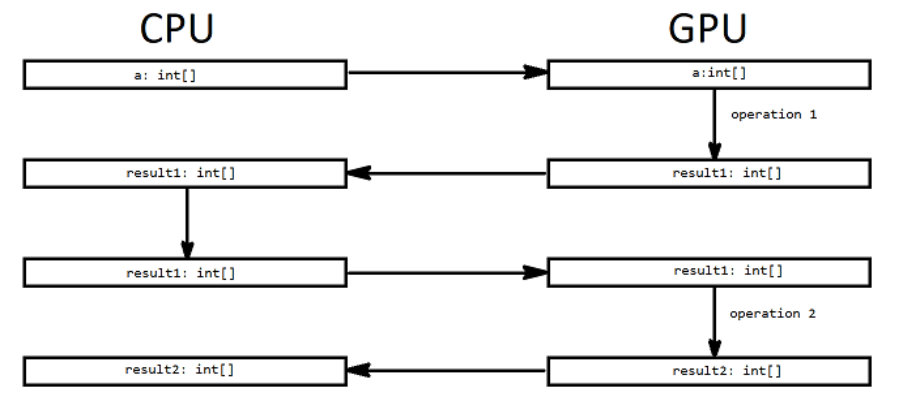 CPU
GPU
a: int[]
a:int[]
operation 1
result1: int[]
result1: int[]
result1: int[]
result1: int[]
operation 2
result2: int[]
result2: int[]